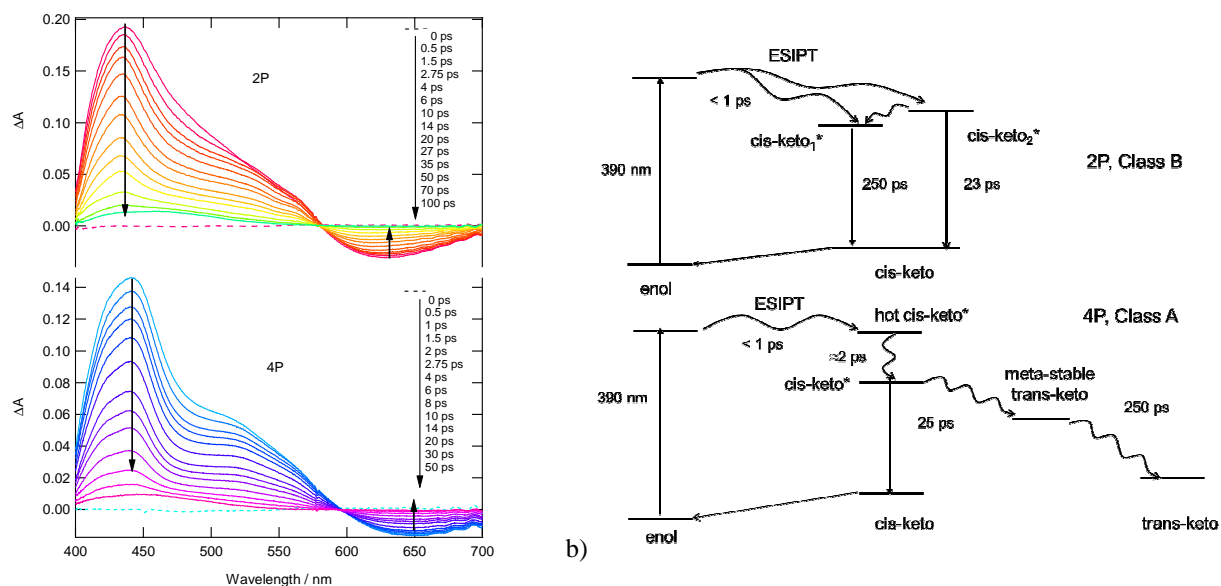 0.20
0.15
0.10
0.05
0.00
ΔA
2P
0 ps
0.5 ps
1.5 ps
2.75 ps
4 ps
6 ps
10 ps
14 ps
20 ps
27 ps
35 ps
50 ps
70 ps
100 ps
0.14
0.12
0.10
0.08
0.06
0.04
0.02
0.00
ΔA
4P
0 ps
0.5 ps
1 ps
1.5 ps
2 ps
2.75 ps
4 ps
6 ps
8 ps
10 ps
14 ps
20 ps
30 ps
50 ps
400 450 500 550 600 650 700
Wavelength / nm
b)
ESIPT
< 1 ps
cis-keto1*
cis-keto2*
2P, Class B
390 nm
250 ps
23 ps
cis-keto
enol
ESIPT
hot cis-keto*
4P, Class A
< 1 ps
≈2 ps
cis-keto*
meta-stable
trans-keto
390 nm
250 ps
25 ps
cis-keto
enol
trans-keto